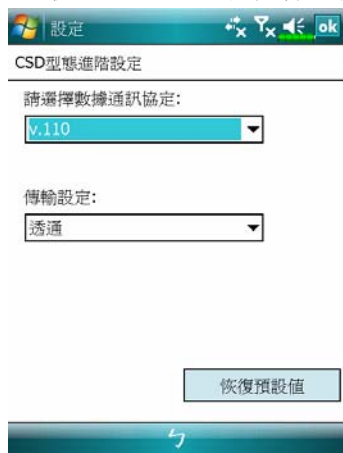 設定
ok
CSD型態進階設定
請選擇數據通訊協定:
v.110
傳輸設定:
透通
恢復預設值
ㄅ